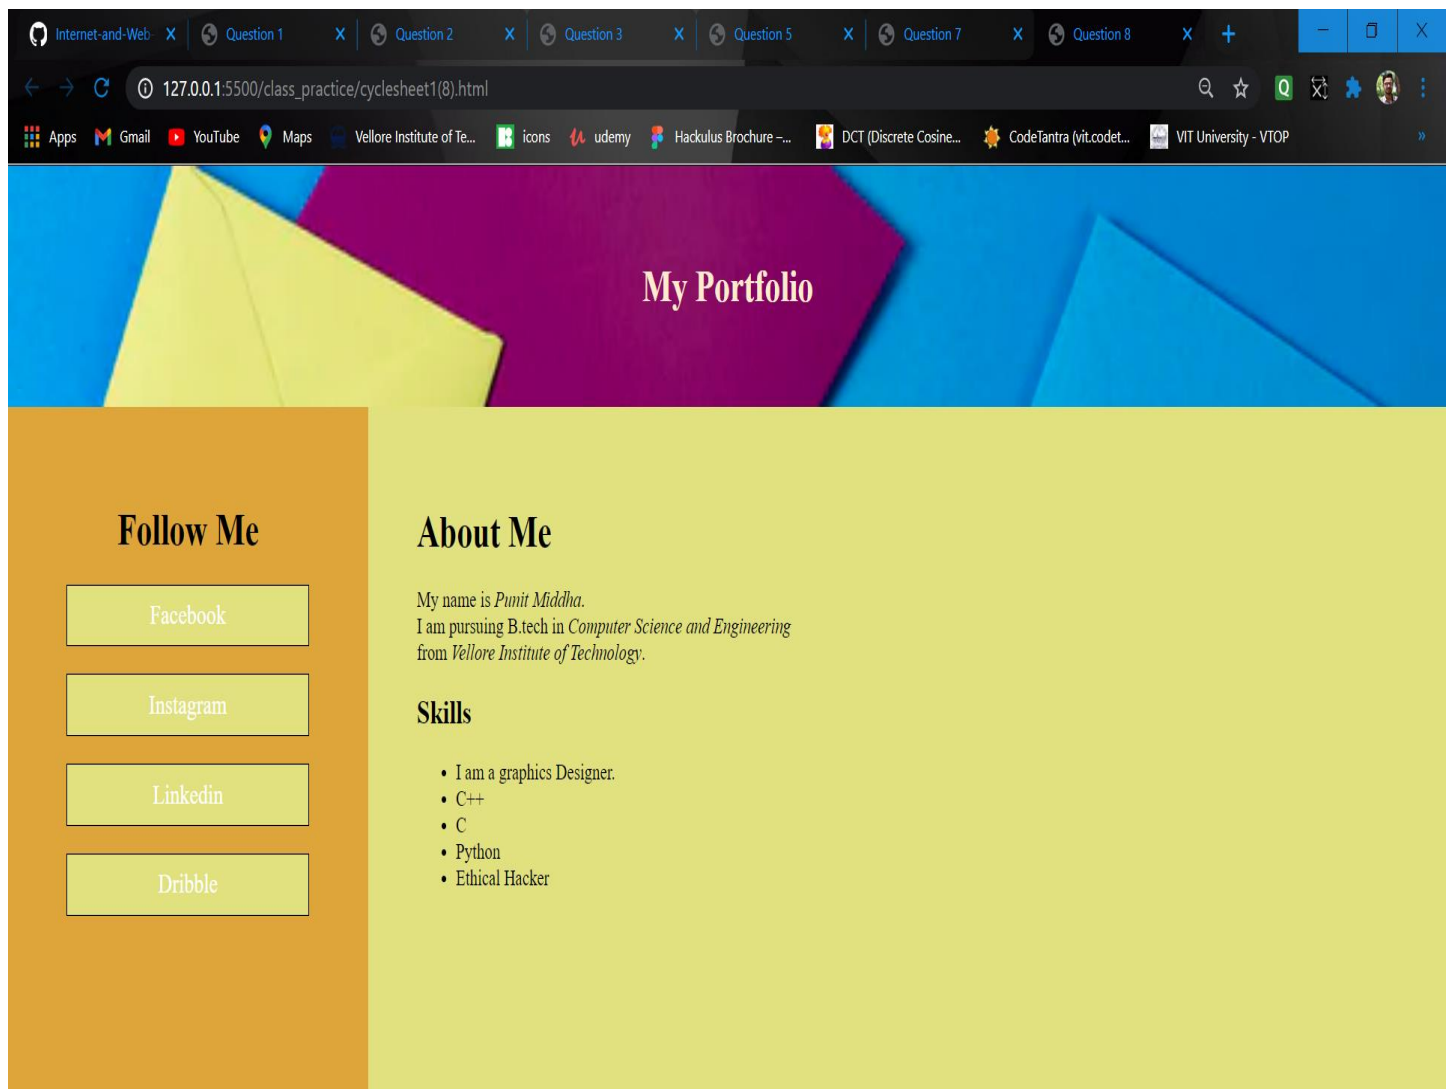 Internet-and-Web- Question 1 Question 2 Question 3 Question 5 Question 7 Question 8
127.0.0.1:5500/class_practice/cyclesheet1(8).html
Apps Gmail YouTube Maps Vellore Institute of Te... icons udemy Hackulus Brochure –... DCT (Discrete Cosine... CodeTantra (vit.codet... VIT University - VTOP
My Portfolio
Follow Me
Facebook
Instagram
Linkedin
Dribble
About Me
My name is Punit Middha.
I am pursuing B.tech in Computer Science and Engineering
from Vellore Institute of Technology.
Skills
• I am a graphics Designer.
• C++
• C
• Python
• Ethical Hacker